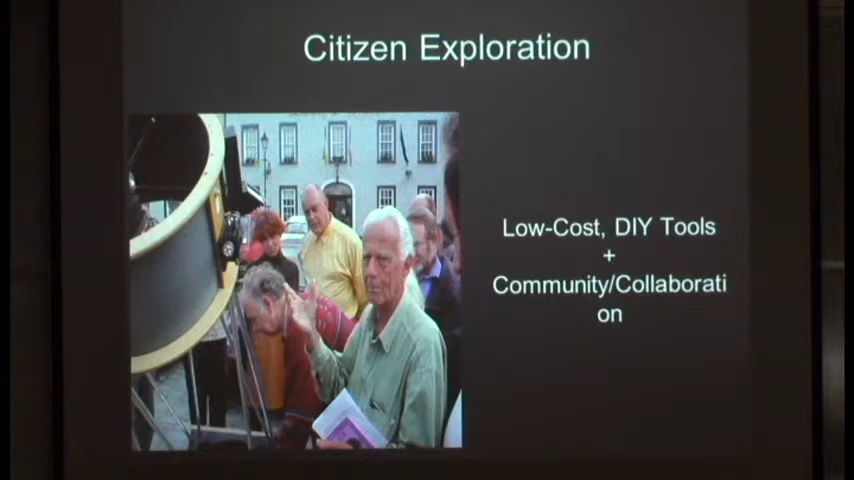 Citizen Exploration
Low-Cost, DIY Tools
+
Community/Collaborati
on